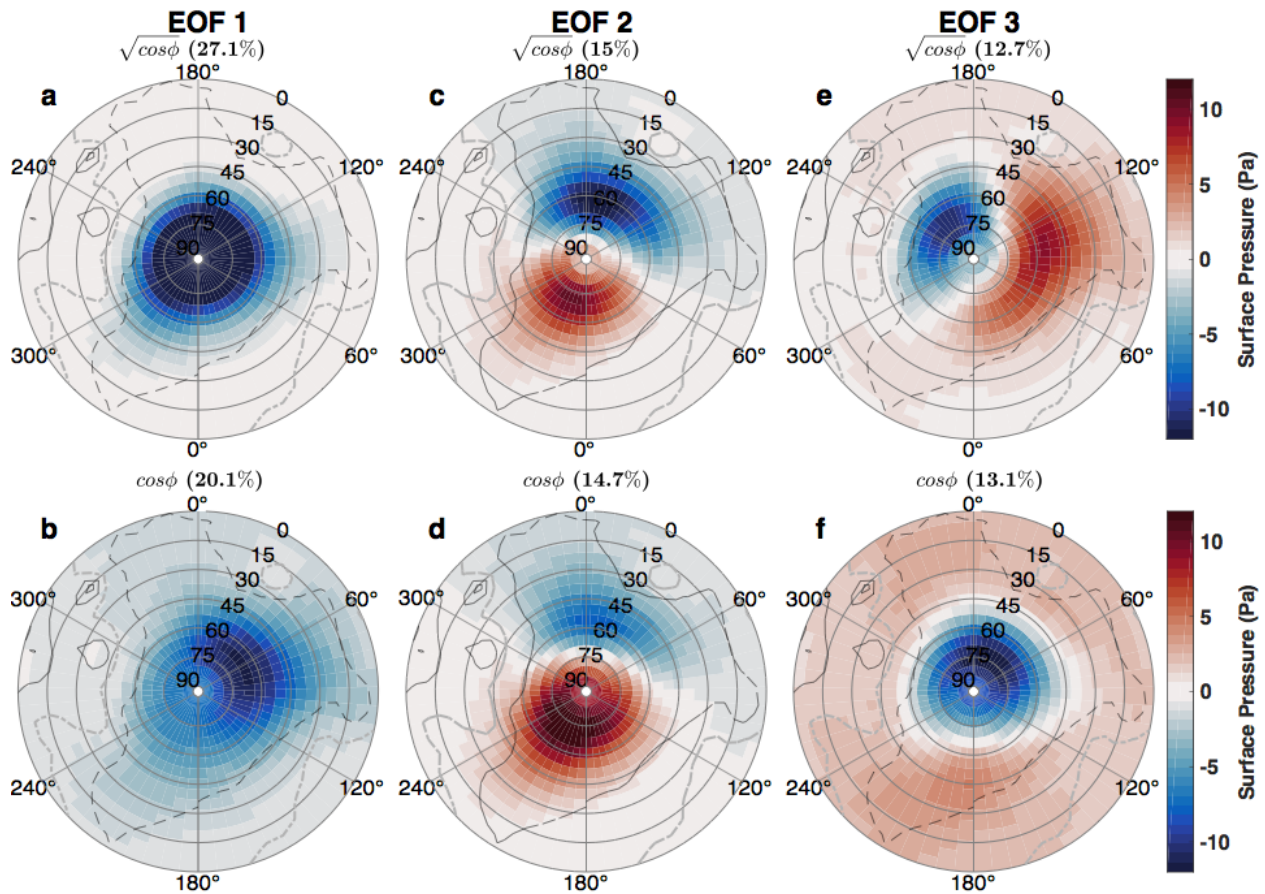 EOF 1 EOF 2 EOF 3
√cosϕ (27.1%) √cosϕ (15%) √cosϕ (12.7%)
180° 180° 180°
a c e
0 0 0
15 15 15 10
30 30 30
240° 120° 240° 120° 240° 120°
45 45 45 5
60 60 60
75 75 75
90 90 90 0
-5
300° 60° 300° 60° 300° 60°
-10
Surface Pressure (Pa)
0° 0° 0°
cosϕ (20.1%) cosϕ (14.7%) cosϕ (13.1%)
0° 0° 0°
b d f
0 0 0
15 15 15 10
30 30 30
300° 60° 300° 60° 300° 60°
45 45 45 5
60 60 60
75 75 75
90 90 90 0
-5
240° 120° 240° 120° 240° 120°
-10
Surface Pressure (Pa)
180° 180° 180°